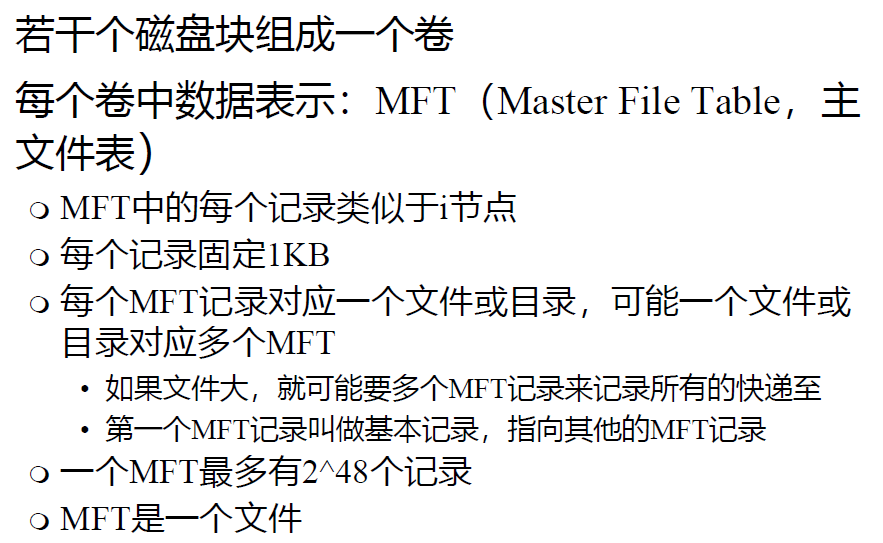 若干个磁盘块组成一个卷
每个卷中数据表示：MFT（Master File Table，主
文件表）
MFT中的每个记录类似于i节点
每个记录固定1KB
每个MFT记录对应一个文件或目录，可能一个文件或
目录对应多个MFT
如果文件大，就可能要多个MFT记录来记录所有的快递至
第一个MFT记录叫做基本记录，指向其他的MFT记录
一个MFT最多有2^48个记录
MFT是一个文件